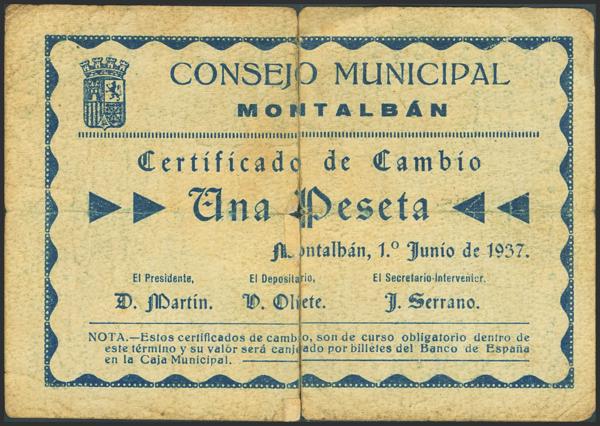 CONSEJO MUNICIPAL
MONTALBÁN
Certificado de Cambio
Una Peseta
Montalbán, 1.º Junio de 1937.
El Presidente, El Depositario, El Secretario-Interventor.
D. Martín. V. Oliete. J. Serrano.
NOTA.—Estos certificados de cambio, son de curso obligatorio dentro de
este término y su valór será canjeado por billetes del Banco de España
en la Caja Municipal.